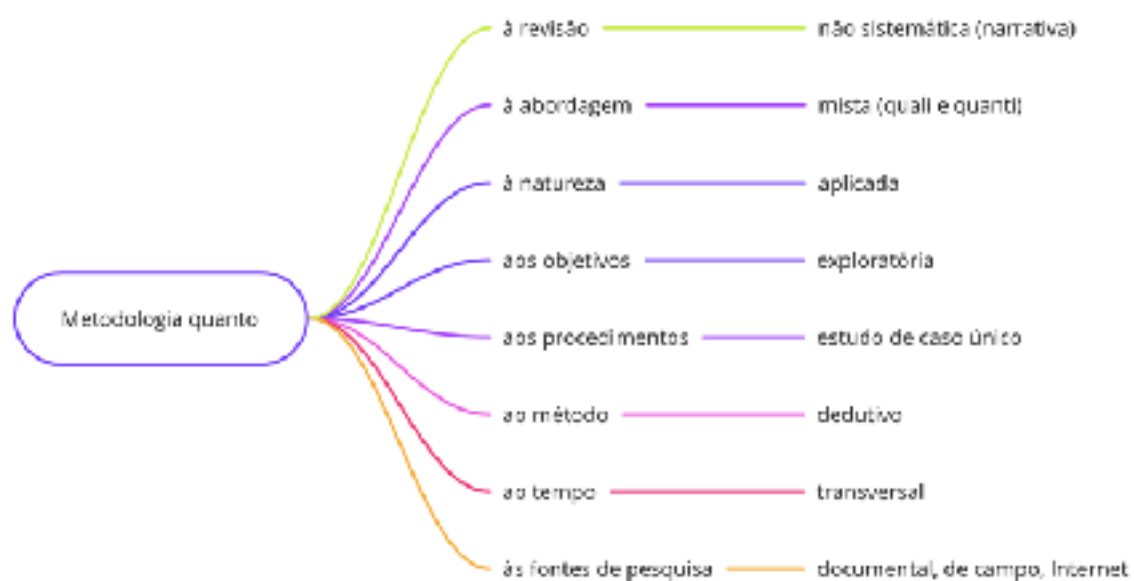 à revisão não sistemática (narrativa)
à abordagem mista (quali e quanti)
à natureza aplicada
aos objetivos exploratória
Metodologia quanto
aos procedimentos estudo de caso único
ao método dedutivo
ao tempo transversal
às fontes de pesquisa documental, de campo, Internet